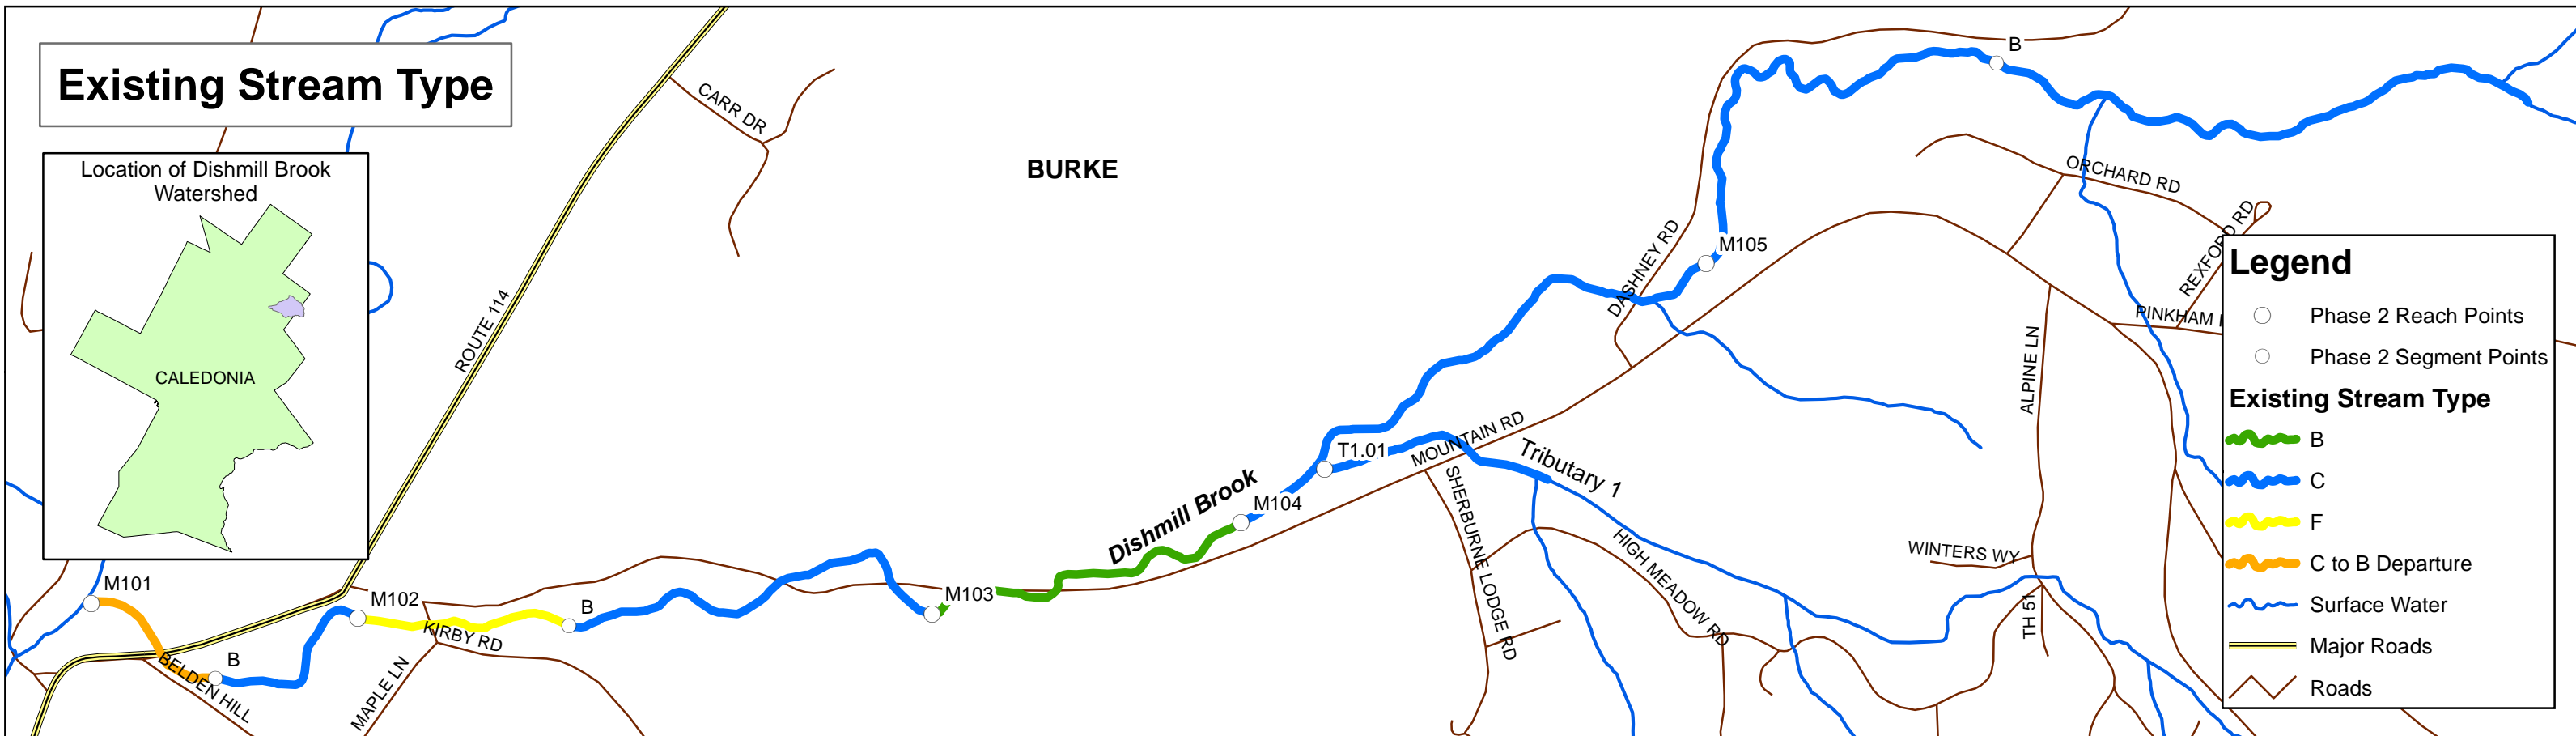 Existing Stream Type
Location of Dishmill Brook
Watershed
CALEDONIA
BURKE
CARR DR
ROUTE 114
B
ORCHARD RD
REXFORD RD
PINKHAM
M105
DASHNEY RD
ALPINE LN
T1.01
MOUNTAIN RD
Tributary 1
SHERBURNE LODGE RD
HIGH MEADOW RD
WINTERS WY
TH 51
Dishmill Brook
M104
M103
B
M102
KIRBY RD
MAPLE LN
M101
B
BELDEN HILL
Legend
Phase 2 Reach Points
Phase 2 Segment Points
Existing Stream Type
B
C
F
C to B Departure
Surface Water
Major Roads
Roads